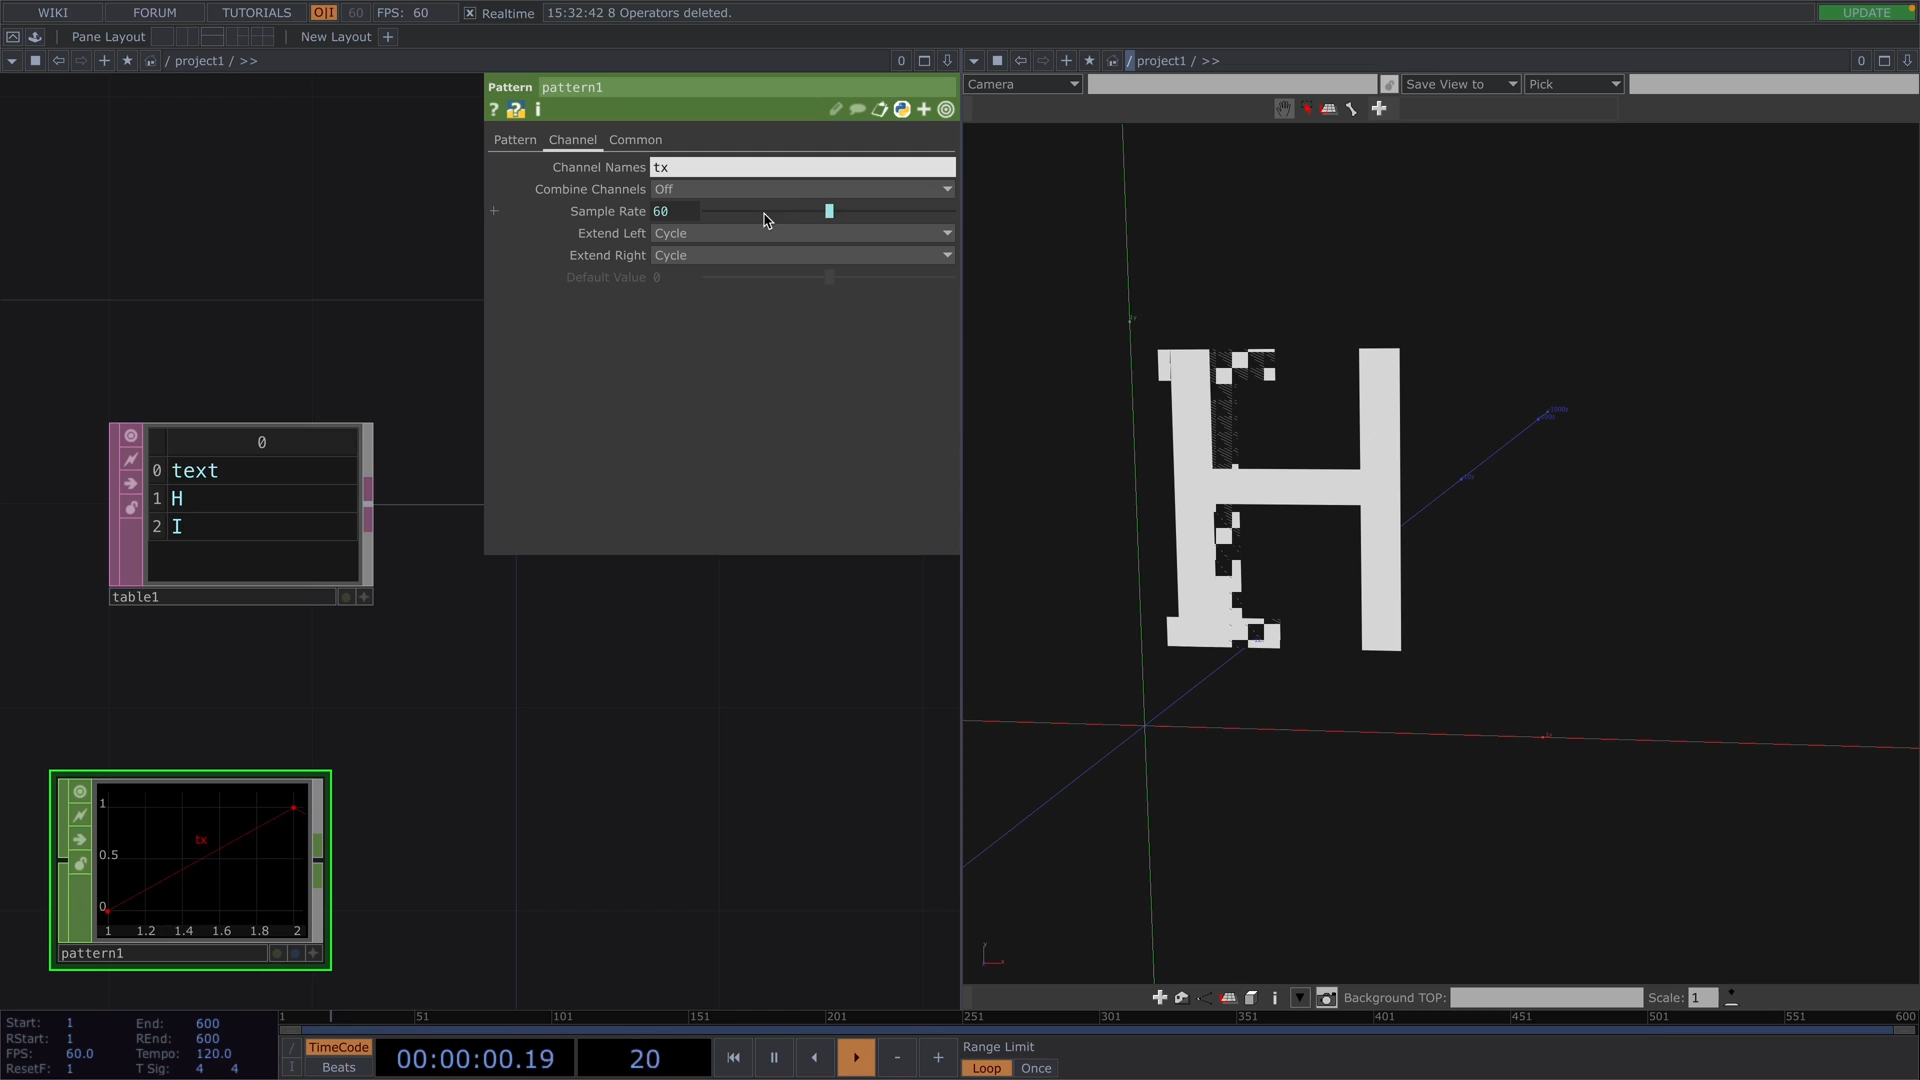 WIKI FORUM TUTORIALS O|I 60 FPS: 60 Realtime 15:32:42 8 Operators deleted. UPDATE
Pane Layout New Layout
/ project1 / >> 0
/ project1 / >> 0
Pattern pattern1
Pattern Channel Common
Channel Names tx
Combine Channels Off
Sample Rate 60
Extend Left Cycle
Extend Right Cycle
Default Value 0
Camera Save View to Pick
H
y
x
Background TOP: Scale: 1
0
0 text
1 H
2 I
table1
1
0.5
0
tx
1 1.2 1.4 1.6 1.8 2
pattern1
1 51 101 151 201 251 301 351 401 451 501 551 600
Start: 1 End: 600
RStart: 1 REnd: 600
FPS: 60.0 Tempo: 120.0
ResetF: 1 T Sig: 4 4
TimeCode
Beats
00:00:00.19
20
Range Limit
Loop Once